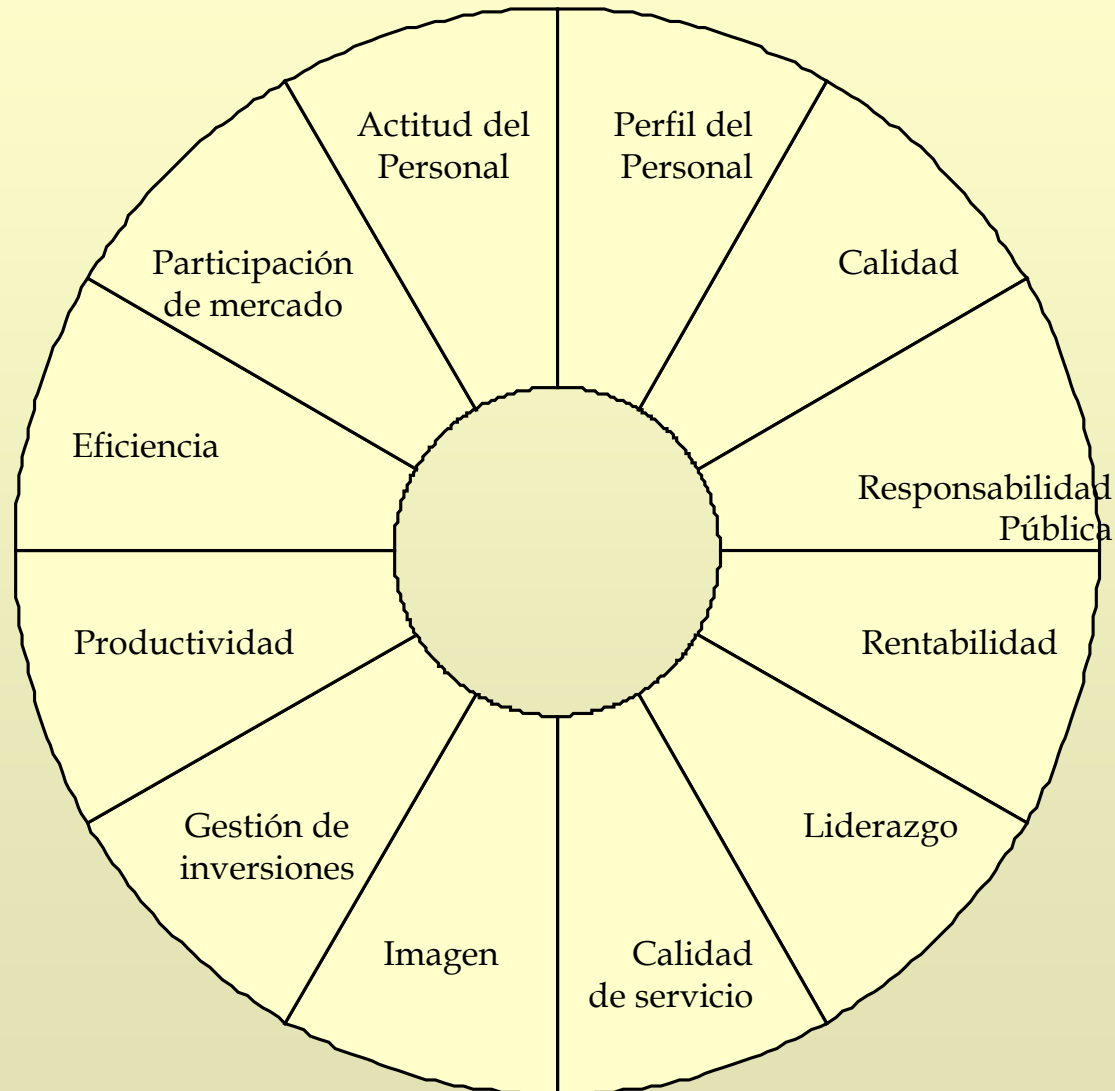 Actitud del
Personal
Perfil del
Personal
Calidad
Responsabilidad
Pública
Rentabilidad
Liderazgo
Calidad
de servicio
Imagen
Gestión de
inversiones
Productividad
Eficiencia
Participación
de mercado